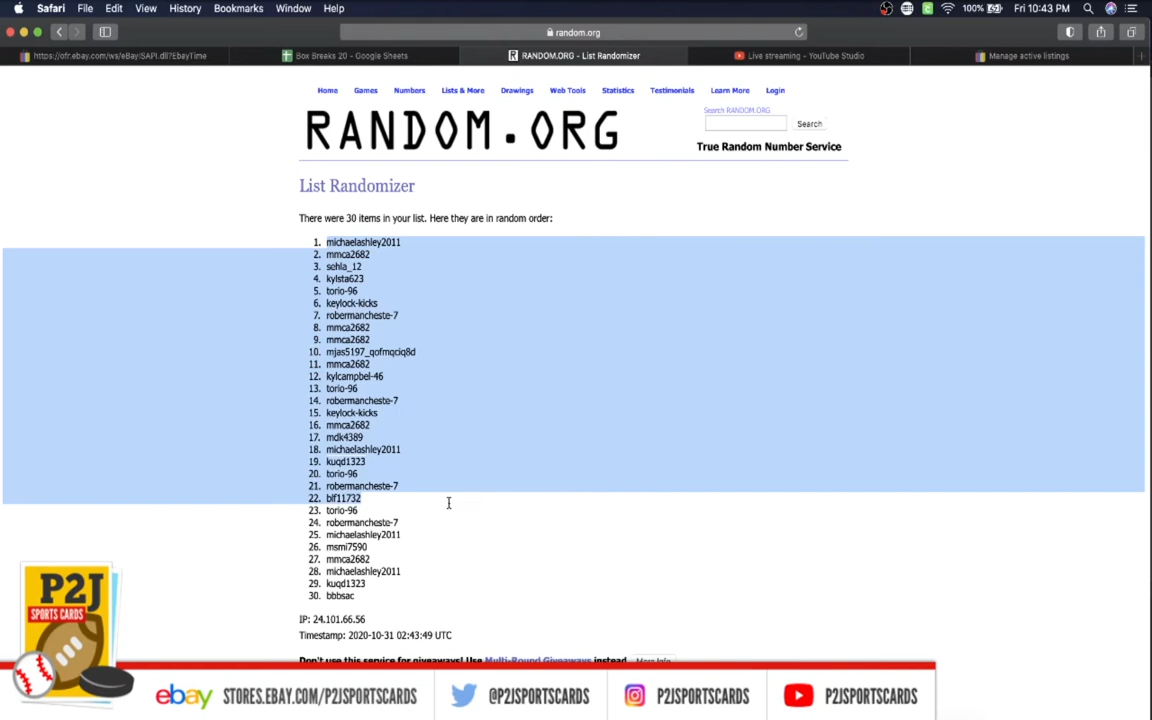 Safari File Edit View History Bookmarks Window Help 100% Fri 10:43 PM
random.org
https://ofr.ebay.com/ws/eBayISAPI.dll?EbayTime Box Breaks 20 - Google Sheets RANDOM.ORG - List Randomizer Live streaming - YouTube Studio Manage active listings
Home Games Numbers Lists & More Drawings Web Tools Statistics Testimonials Learn More Login
RANDOM.ORG
Search RANDOM.ORG
Search
True Random Number Service
List Randomizer
There were 30 items in your list. Here they are in random order:
1. michaelashley2011
2. mmca2682
3. sehla_12
4. kylsta623
5. torio-96
6. keylock-kicks
7. robermancheste-7
8. mmca2682
9. mmca2682
10. mjas5197_qofmqciq8d
11. mmca2682
12. kylcampbel-46
13. torio-96
14. robermancheste-7
15. keylock-kicks
16. mmca2682
17. mdk4389
18. michaelashley2011
19. kuqd1323
20. torio-96
21. robermancheste-7
22. blf11732
23. torio-96
24. robermancheste-7
25. michaelashley2011
26. msmi7590
27. mmca2682
28. michaelashley2011
29. kuqd1323
30. bbbsac
IP: 24.101.66.56
Timestamp: 2020-10-31 02:43:49 UTC
Don't use this service for giveaways! Use Multi-Round Giveaways instead More Info
P2J
SPORTS CARDS
ebay STORES.EBAY.COM/P2JSPORTSCARDS @P2JSPORTSCARDS P2JSPORTSCARDS P2JSPORTSCARDS